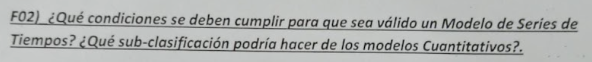 F02) ¿Qué condiciones se deben cumplir para que sea válido un Modelo de Series de
Tiempos? ¿Qué sub-clasificación podría hacer de los modelos Cuantitativos?.